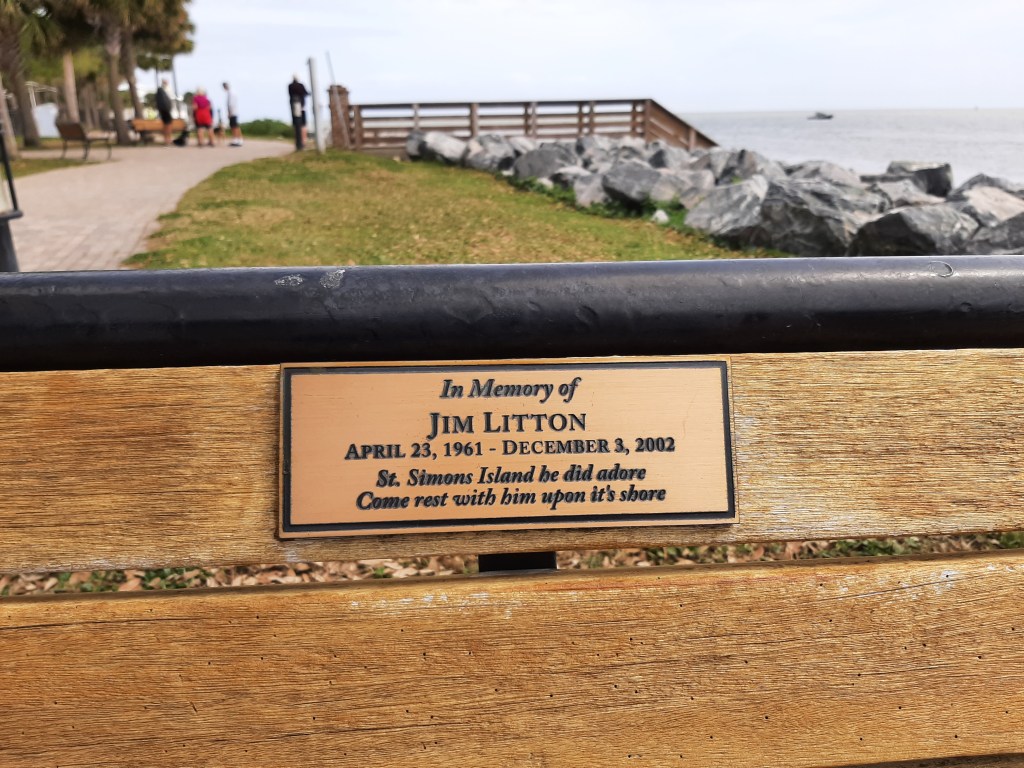 In Memory of
JIM LITTON
APRIL 23, 1961 - DECEMBER 3, 2002
St. Simons Island he did adore
Come rest with him upon it's shore